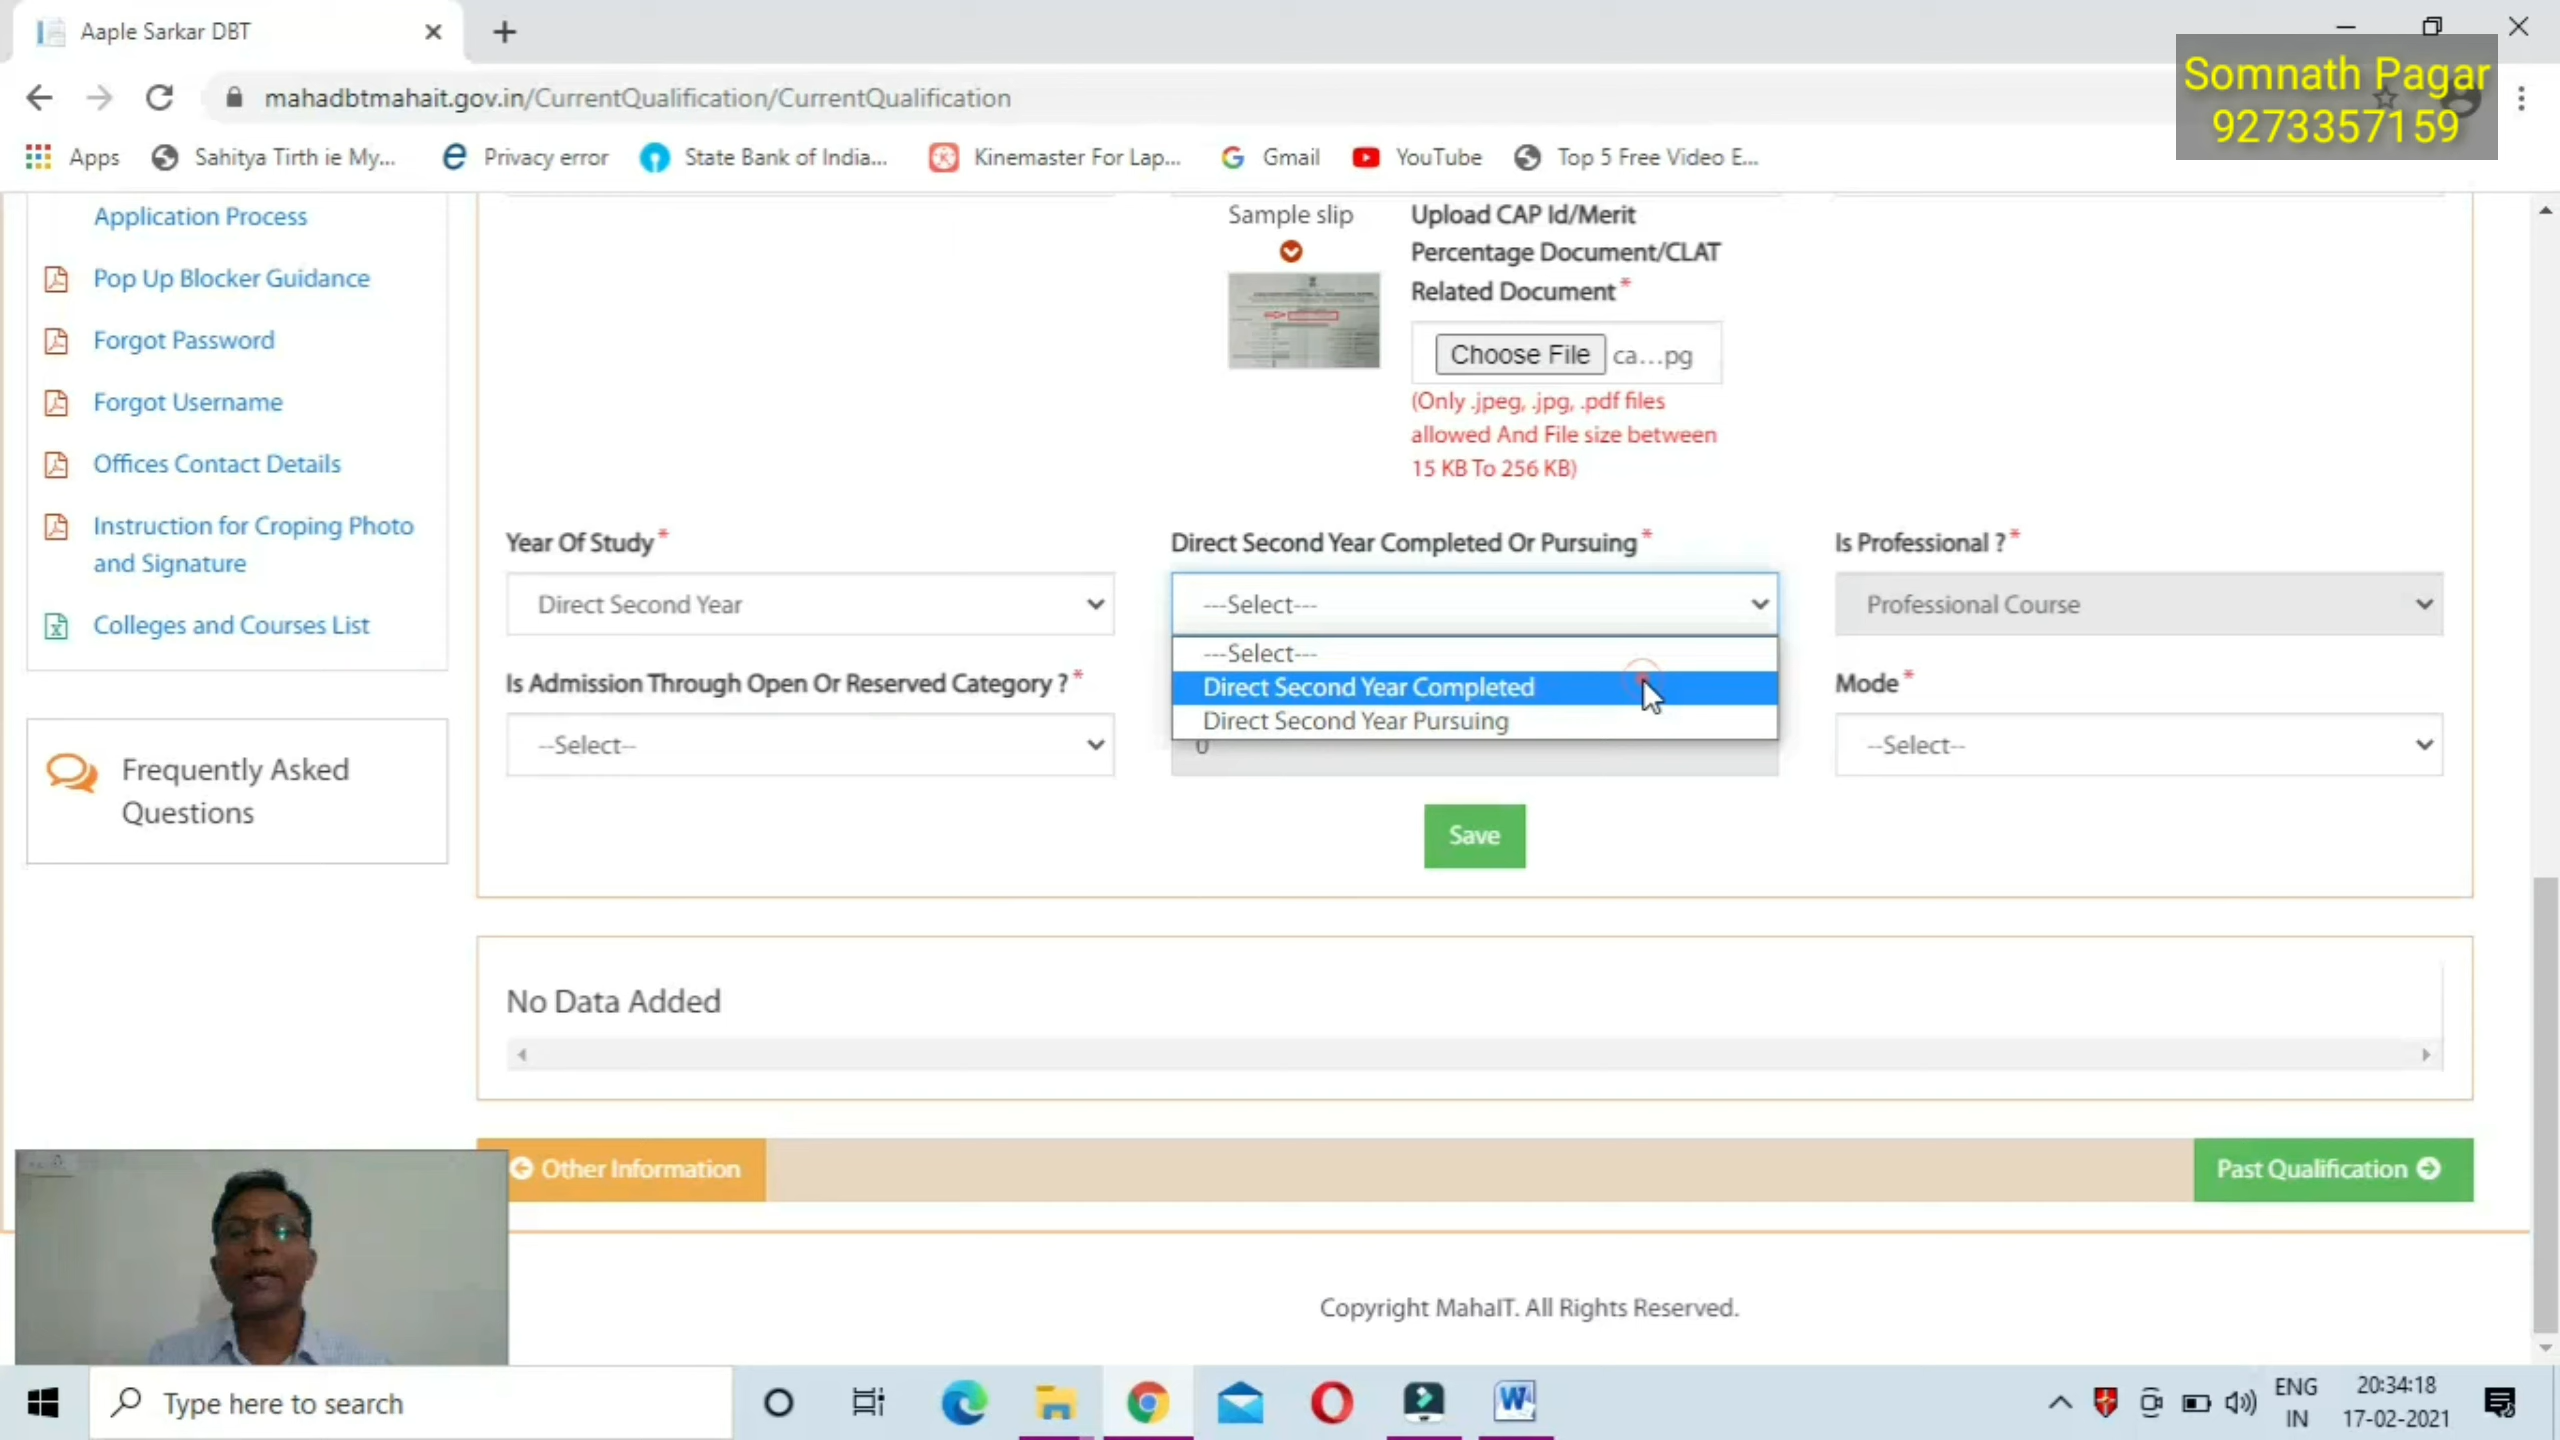 Aaple Sarkar DBT
Somnath Pagar
9273357159
mahadbtmahait.gov.in/CurrentQualification/CurrentQualification
Apps
Sahitya Tirth ie My...
Privacy error
State Bank of India...
Kinemaster For Lap...
Gmail
YouTube
Top 5 Free Video E...
Application Process
Pop Up Blocker Guidance
Forgot Password
Forgot Username
Offices Contact Details
Instruction for Croping Photo
and Signature
Colleges and Courses List
Frequently Asked
Questions
Sample slip
Upload CAP Id/Merit
Percentage Document/CLAT
Related Document *
Choose File ca...pg
(Only .jpeg, .jpg, .pdf files
allowed And File size between
15 KB To 256 KB)
Year Of Study *
Direct Second Year
Direct Second Year Completed Or Pursuing *
---Select---
---Select---
Direct Second Year Completed
Direct Second Year Pursuing
0
Is Professional ? *
Professional Course
Is Admission Through Open Or Reserved Category ? *
--Select--
Mode *
--Select--
Save
No Data Added
Other Information
Past Qualification
Copyright MahaIT. All Rights Reserved.
Type here to search
ENG
IN
20:34:18
17-02-2021